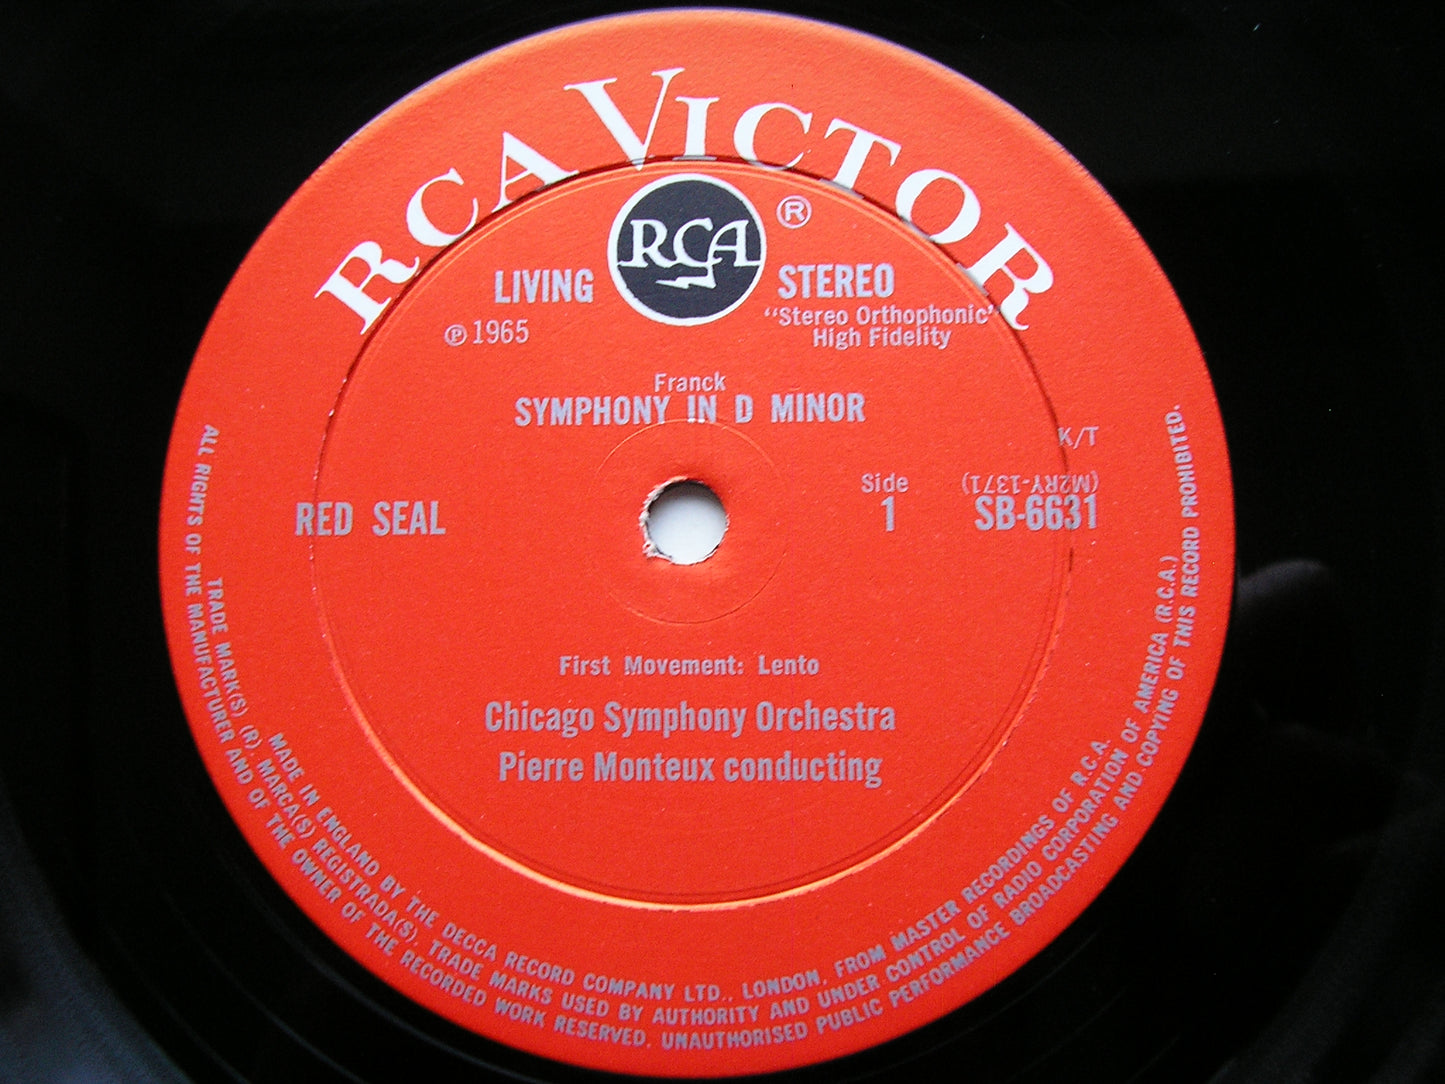 RCA VICTOR
RCA
®
LIVING STEREO
"Stereo Orthophonic"
High Fidelity
℗ 1965
Franck
SYMPHONY IN D MINOR
K/T
(M2RY-1371)
Side
1
SB-6631
RED SEAL
First Movement: Lento
Chicago Symphony Orchestra
Pierre Monteux conducting
MADE IN ENGLAND BY THE DECCA RECORD COMPANY LTD., LONDON, FROM MASTER RECORDINGS OF R.C.A.
TRADE MARK(S) (R) MARCA(S) REGISTRADA(S). TRADE MARKS USED BY AUTHORITY AND UNDER CONTROL OF RADIO CORPORATION OF AMERICA (R.C.A.)
ALL RIGHTS OF THE MANUFACTURER AND OF THE OWNER OF THE RECORDED WORK RESERVED. UNAUTHORISED PUBLIC PERFORMANCE BROADCASTING AND COPYING OF THIS RECORD PROHIBITED.